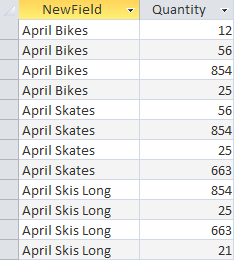 NewField Quantity
April Bikes 12
April Bikes 56
April Bikes 854
April Bikes 25
April Skates 56
April Skates 854
April Skates 25
April Skates 663
April Skis Long 854
April Skis Long 25
April Skis Long 663
April Skis Long 21